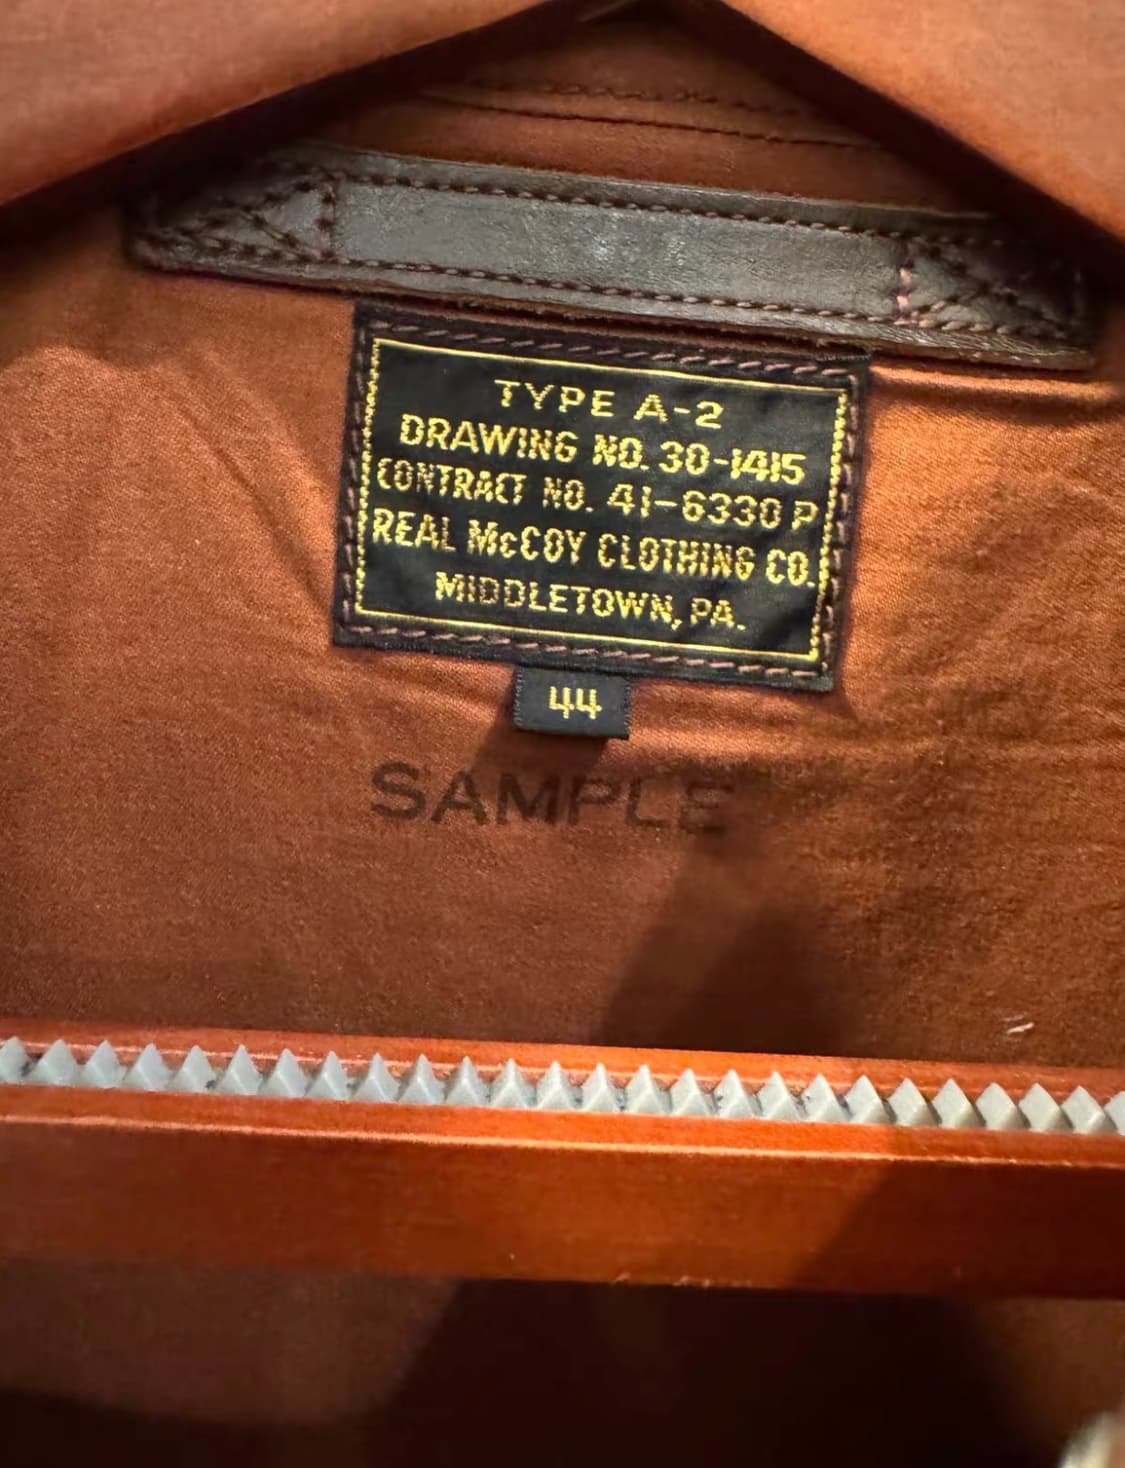 TYPE A-2
DRAWING NO. 30-1415
CONTRACT NO. 41-6330 P
REAL McCOY CLOTHING CO.
MIDDLETOWN, PA.
44
SAMPLE